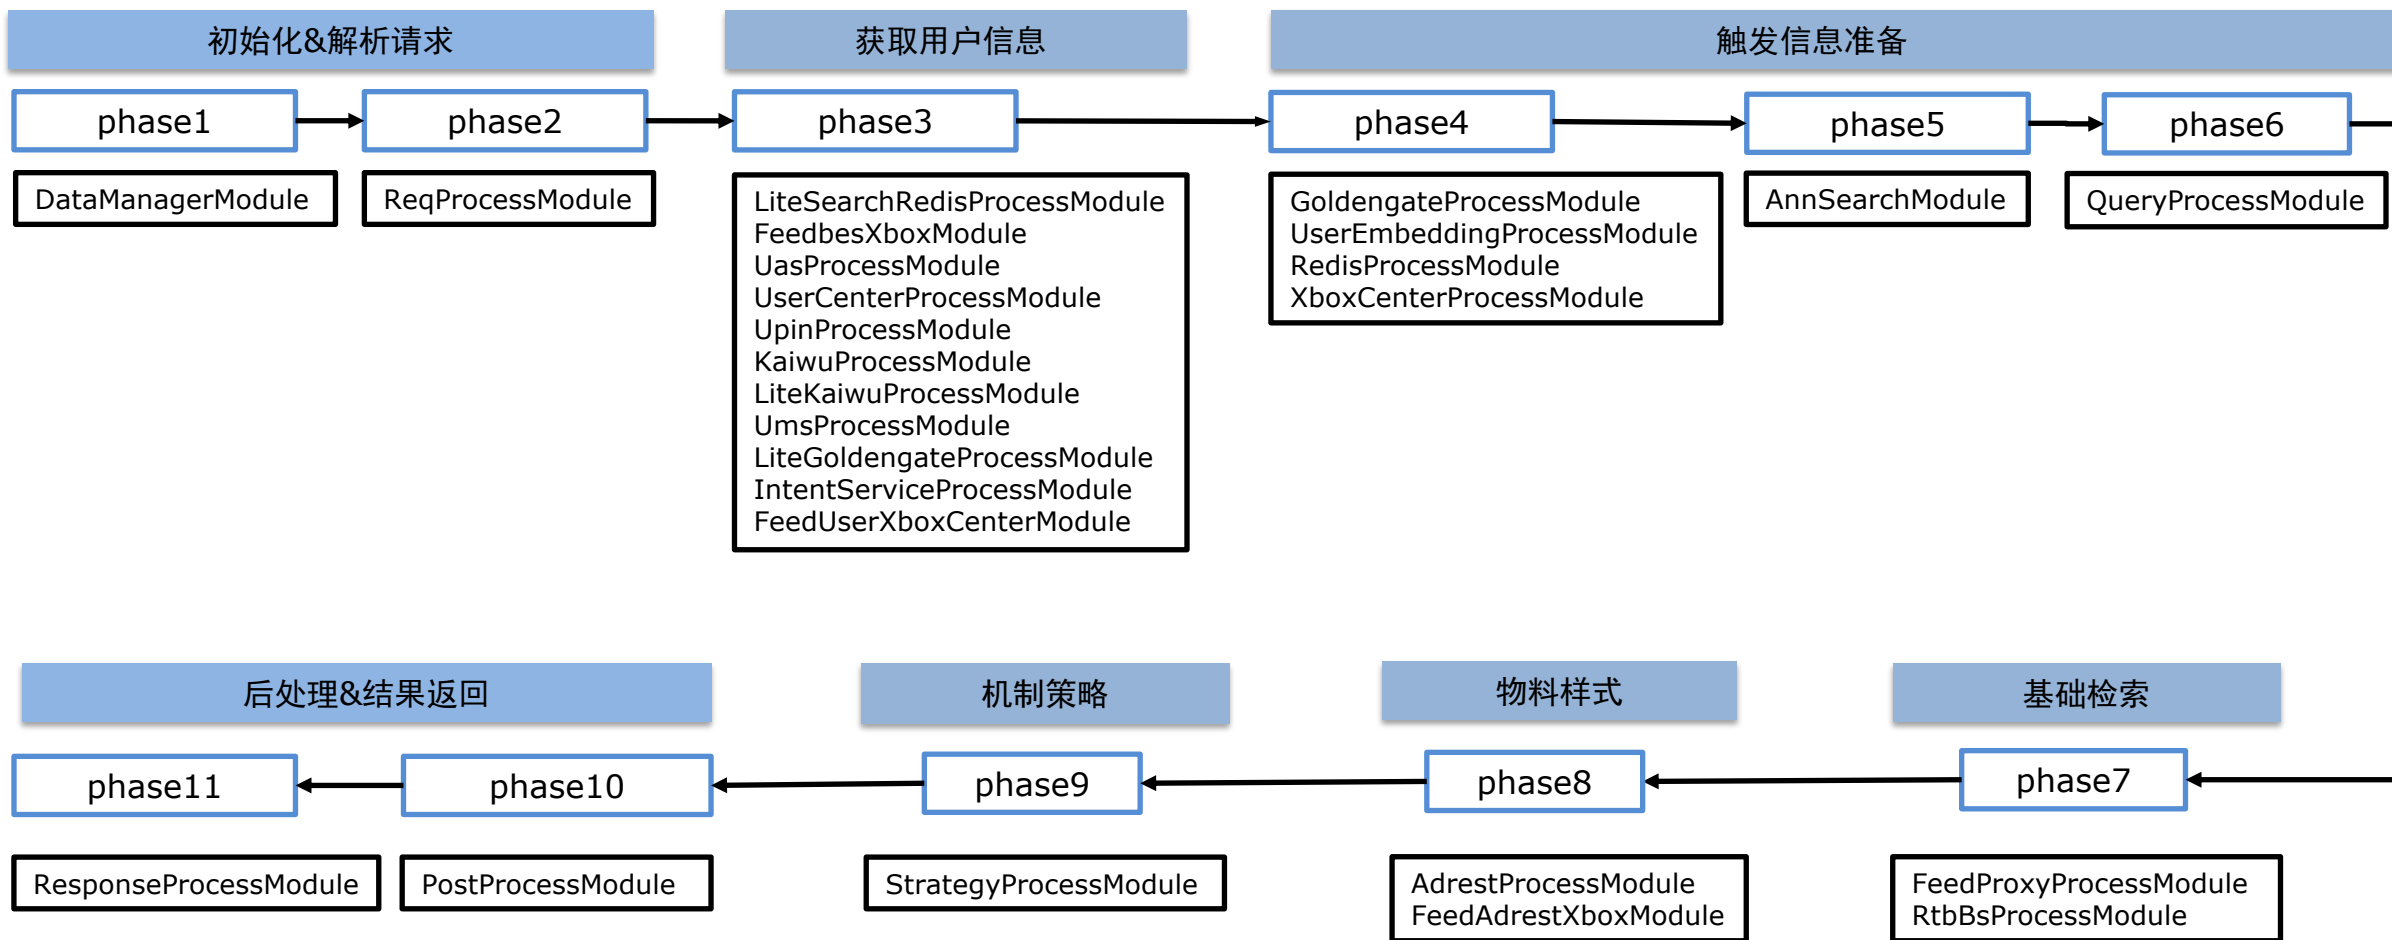 初始化&解析请求
获取用户信息
触发信息准备
phase1
phase2
phase3
phase4
phase5
phase6
DataManagerModule
ReqProcessModule
LiteSearchRedisProcessModule
FeedbesXboxModule
UasProcessModule
UserCenterProcessModule
UpinProcessModule
KaiwuProcessModule
LiteKaiwuProcessModule
UmsProcessModule
LiteGoldengateProcessModule
IntentServiceProcessModule
FeedUserXboxCenterModule
GoldengateProcessModule
UserEmbeddingProcessModule
RedisProcessModule
XboxCenterProcessModule
AnnSearchModule
QueryProcessModule
后处理&结果返回
机制策略
物料样式
基础检索
phase11
phase10
phase9
phase8
phase7
ResponseProcessModule
PostProcessModule
StrategyProcessModule
AdrestProcessModule
FeedAdrestXboxModule
FeedProxyProcessModule
RtbBsProcessModule